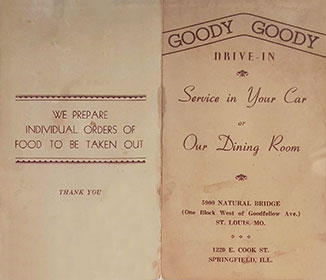 WE PREPARE
INDIVIDUAL ORDERS OF
FOOD TO BE TAKEN OUT
THANK YOU
GOODY GOODY
DRIVE-IN
Service in Your Car
or
Our Dining Room
5900 NATURAL BRIDGE
(One Block West of Goodfellow Ave.)
ST. LOUIS, MO.
1220 E. COOK ST.
SPRINGFIELD, ILL.